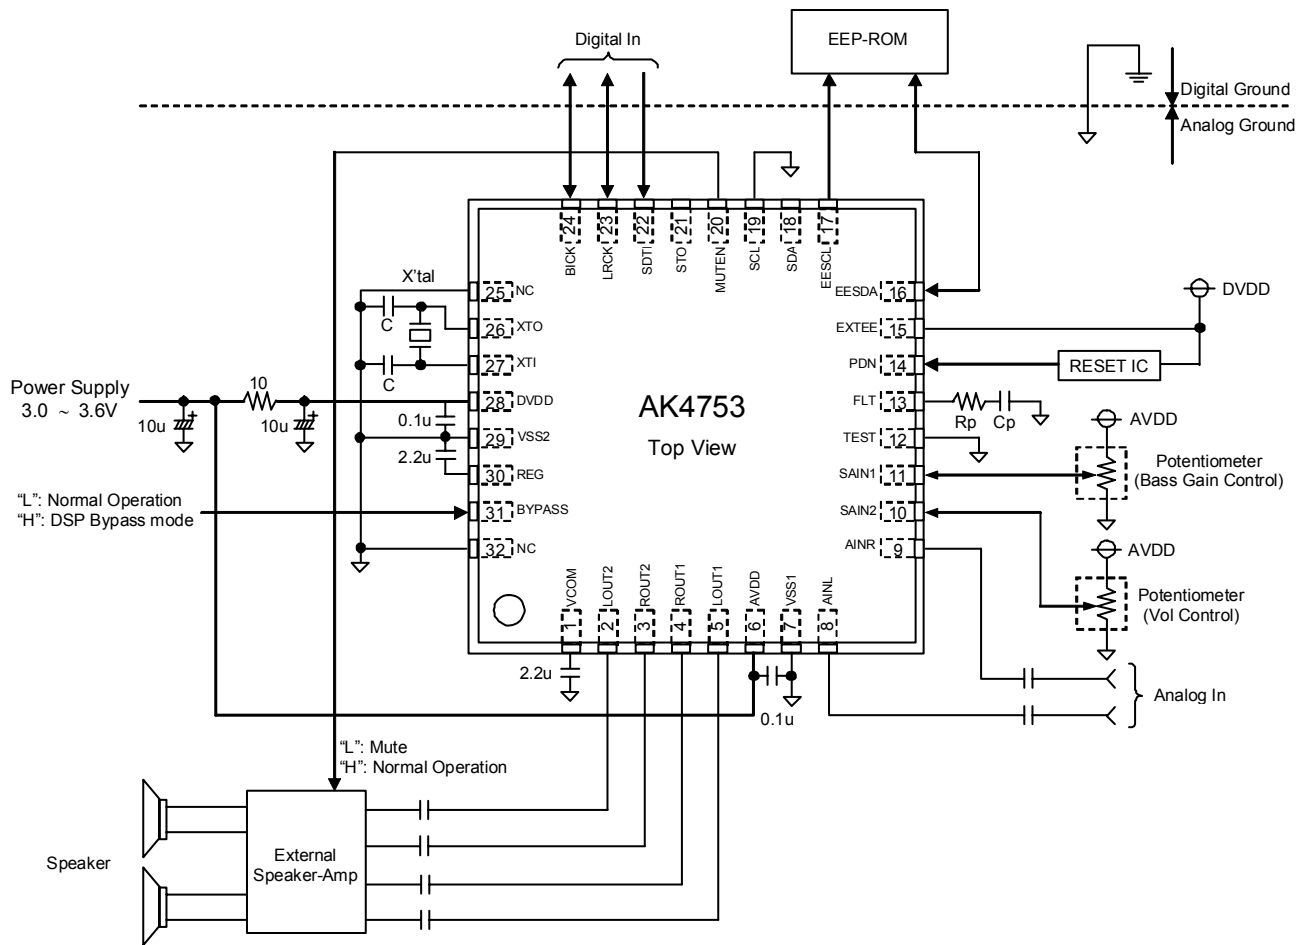 Digital In
EEP-ROM
Digital Ground
Analog Ground
24
23
22
21
20
19
18
17
BICK
LRCK
SDTI
STO
MUTEN
SCL
SDA
EESCL
X'tal
25 NC
C
26 XTO
27 XTI
C
28 DVDD
29 VSS2
30 REG
31 BYPASS
32 NC
Power Supply
3.0 ~ 3.6V
10
10u
10u
0.1u
2.2u
"L": Normal Operation
"H": DSP Bypass mode
AK4753
Top View
EESDA 16
EXTEE 15
PDN 14
FLT 13
TEST 12
SAIN1 11
SAIN2 10
AINR 9
DVDD
RESET IC
Rp
Cp
AVDD
Potentiometer
(Bass Gain Control)
AVDD
Potentiometer
(Vol Control)
VCOM
LOUT2
ROUT2
ROUT1
LOUT1
AVDD
VSS1
AINL
1
2
3
4
5
6
7
8
2.2u
0.1u
Analog In
"L": Mute
"H": Normal Operation
Speaker
External
Speaker-Amp